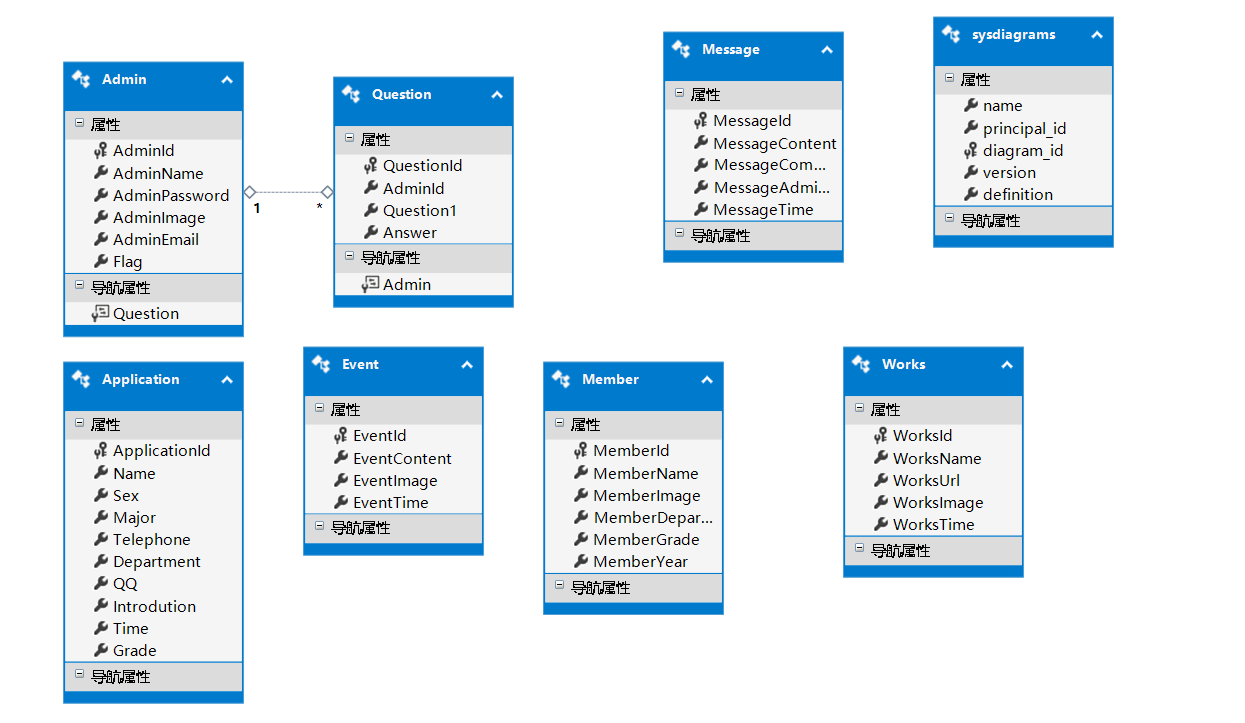 Admin
属性
AdminId
AdminName
AdminPassword
AdminImage
AdminEmail
Flag
导航属性
Question
1
*
Question
属性
QuestionId
AdminId
Question1
Answer
导航属性
Admin
Message
属性
MessageId
MessageContent
MessageCom...
MessageAdmi...
MessageTime
导航属性
sysdiagrams
属性
name
principal_id
diagram_id
version
definition
导航属性
Application
属性
ApplicationId
Name
Sex
Major
Telephone
Department
QQ
Introdution
Time
Grade
导航属性
Event
属性
EventId
EventContent
EventImage
EventTime
导航属性
Member
属性
MemberId
MemberName
MemberImage
MemberDepar...
MemberGrade
MemberYear
导航属性
Works
属性
WorksId
WorksName
WorksUrl
WorksImage
WorksTime
导航属性